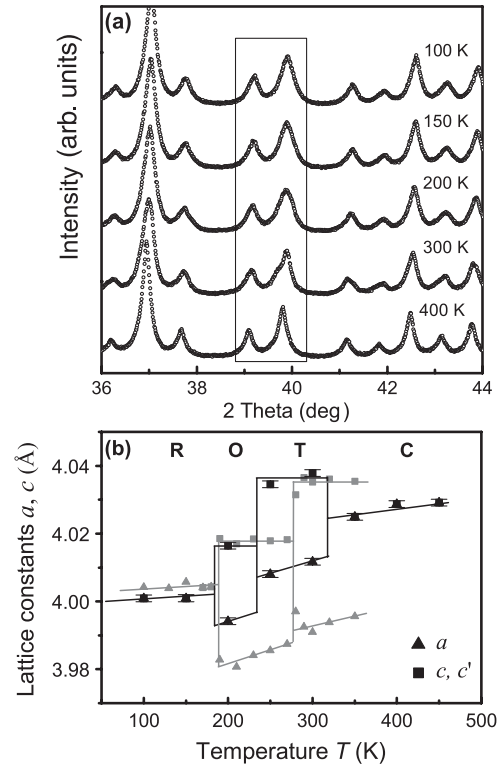 (a)
Intensity (arb. units)
100 K
150 K
200 K
300 K
400 K
36 38 40 42 44
2 Theta (deg)
(b)
R O T C
Lattice constants a, c (Å)
4.04
4.02
4.00
3.98
a
c, c'
100 200 300 400 500
Temperature T (K)